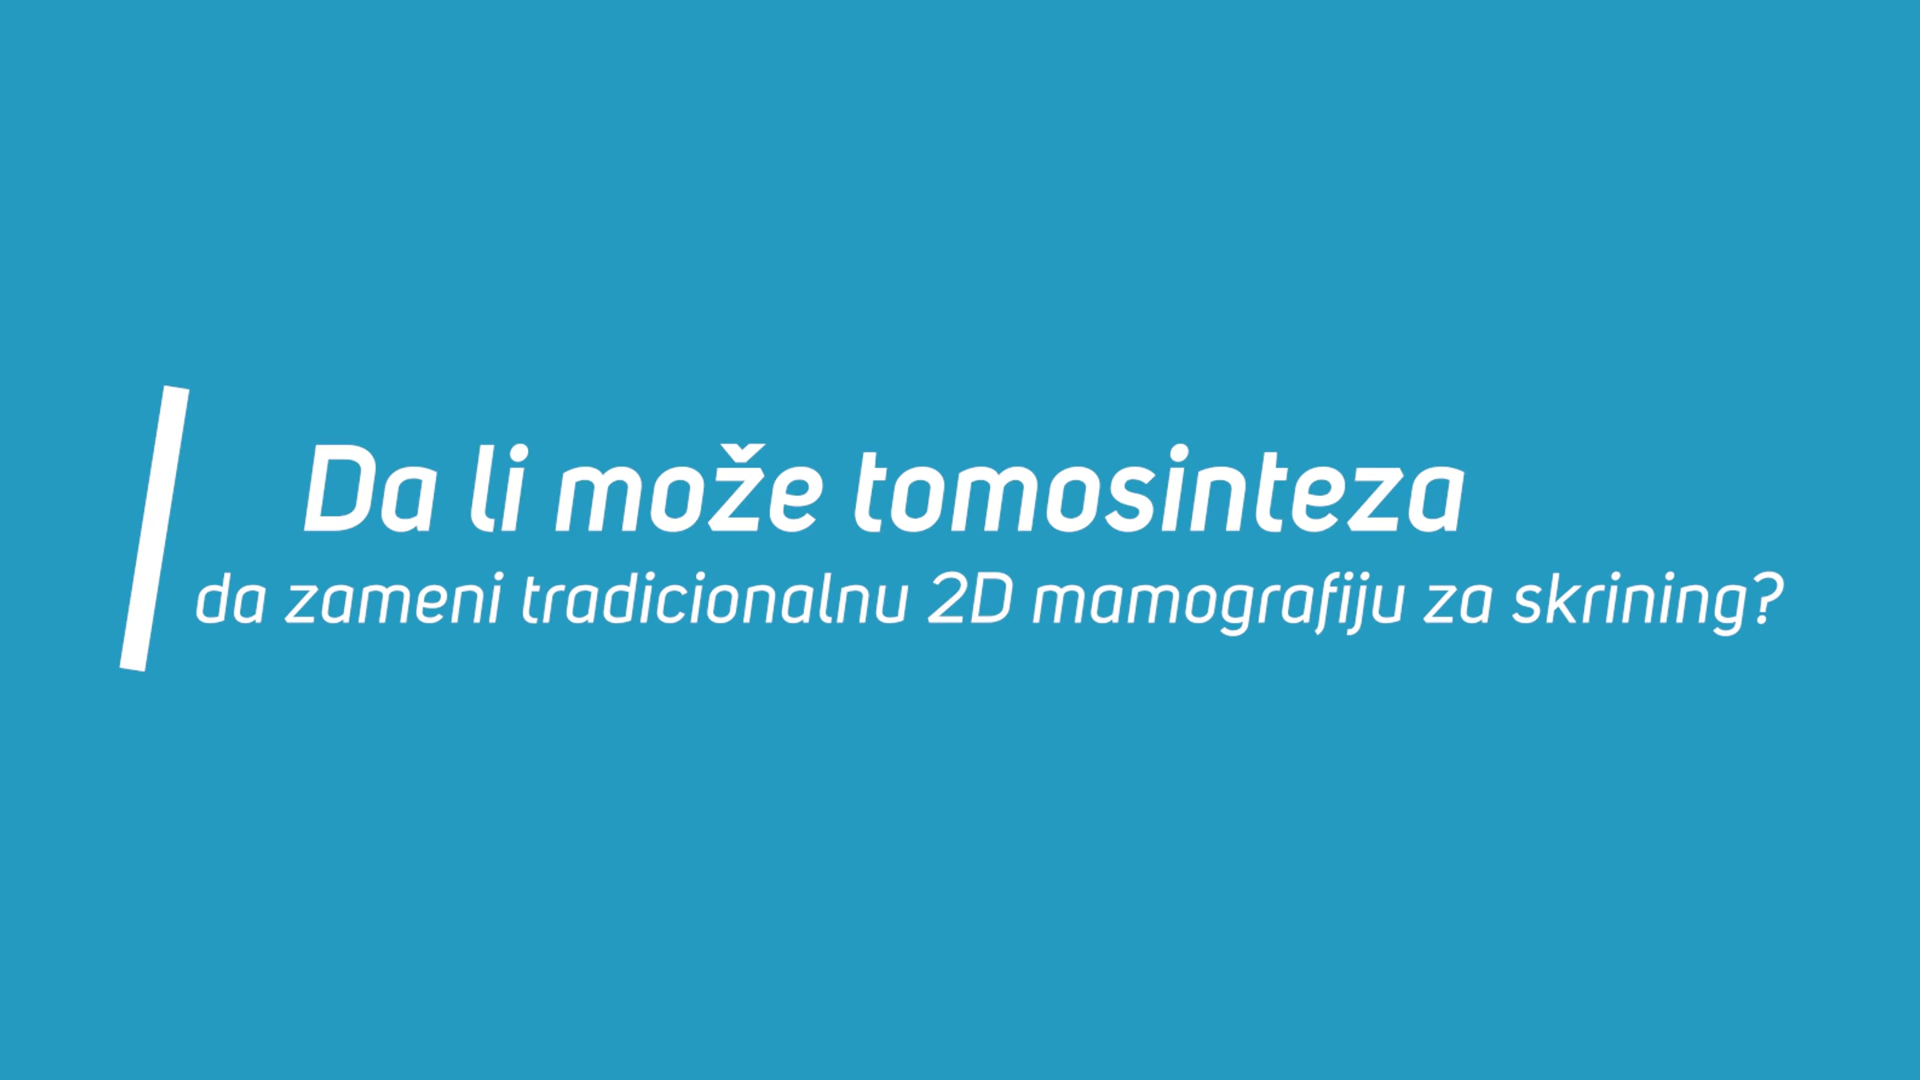 Da li može tomosinteza
da zameni tradicionalnu 2D mamografiju za skrining?